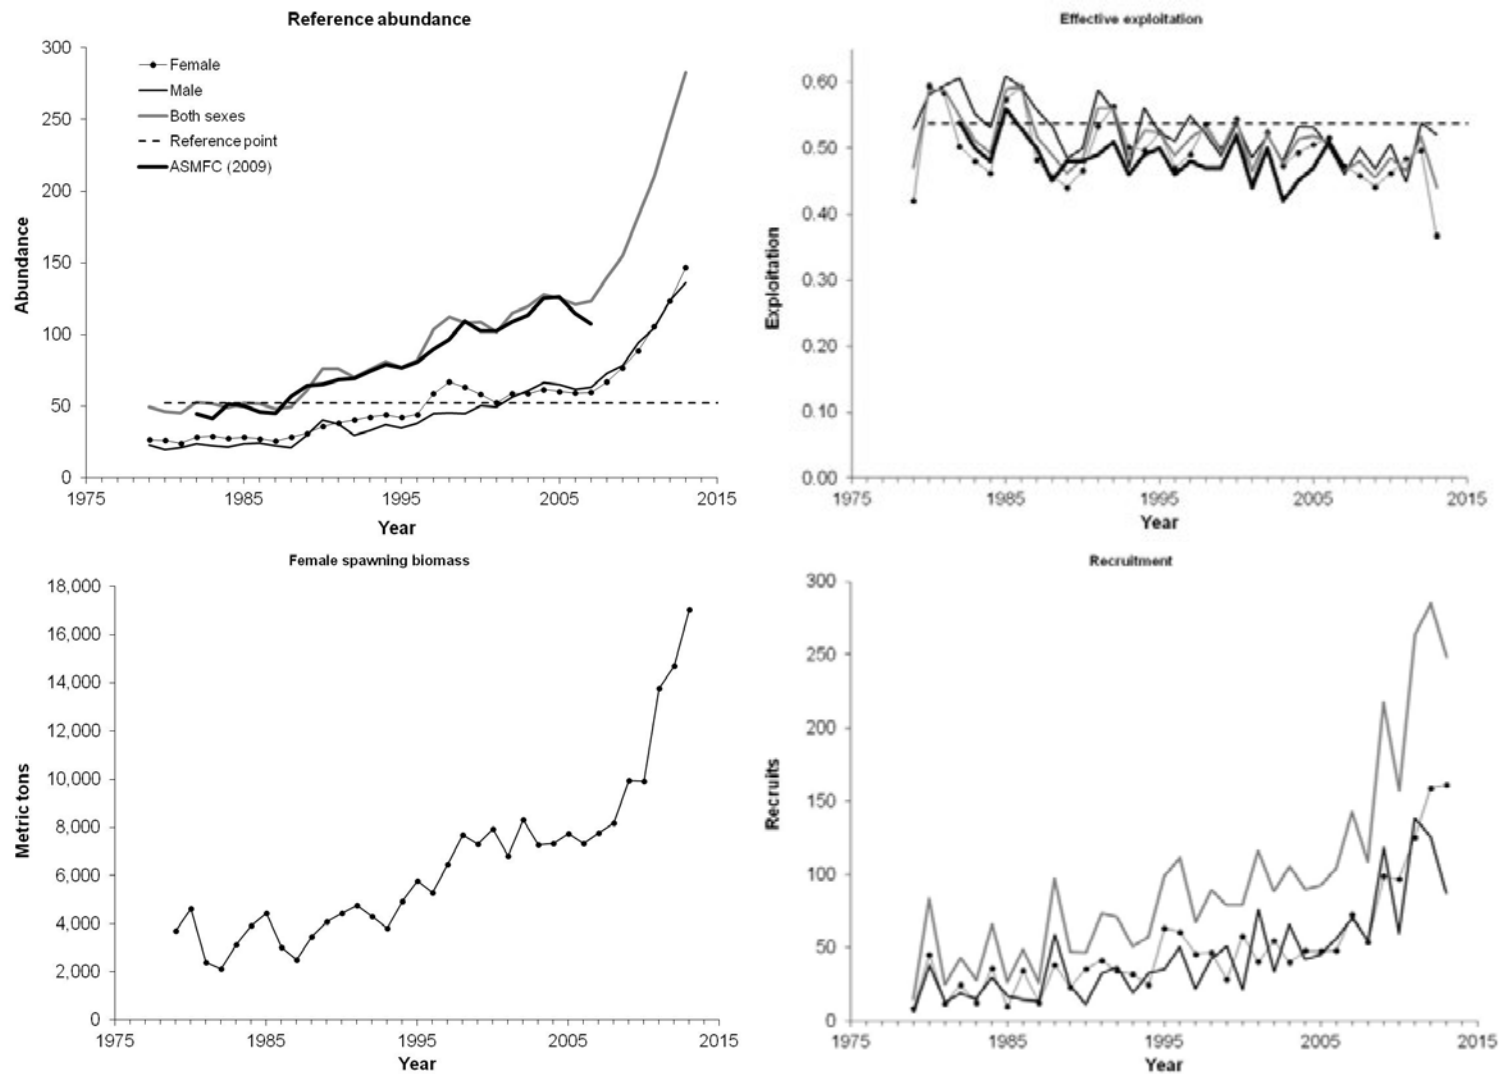 Reference abundance
300
250
200
150
100
50
0
Abundance
Female
Male
Both sexes
Reference point
ASMFC (2009)
1975 1985 1995 2005 2015
Year
Effective exploitation
0.60
0.50
0.40
0.30
0.20
0.10
0.00
Exploitation
1975 1985 1995 2005 2015
Year
Female spawning biomass
18,000
16,000
14,000
12,000
10,000
8,000
6,000
4,000
2,000
0
Metric tons
1975 1985 1995 2005 2015
Year
Recruitment
300
250
200
150
100
50
0
Recruits
1975 1985 1995 2005 2015
Year